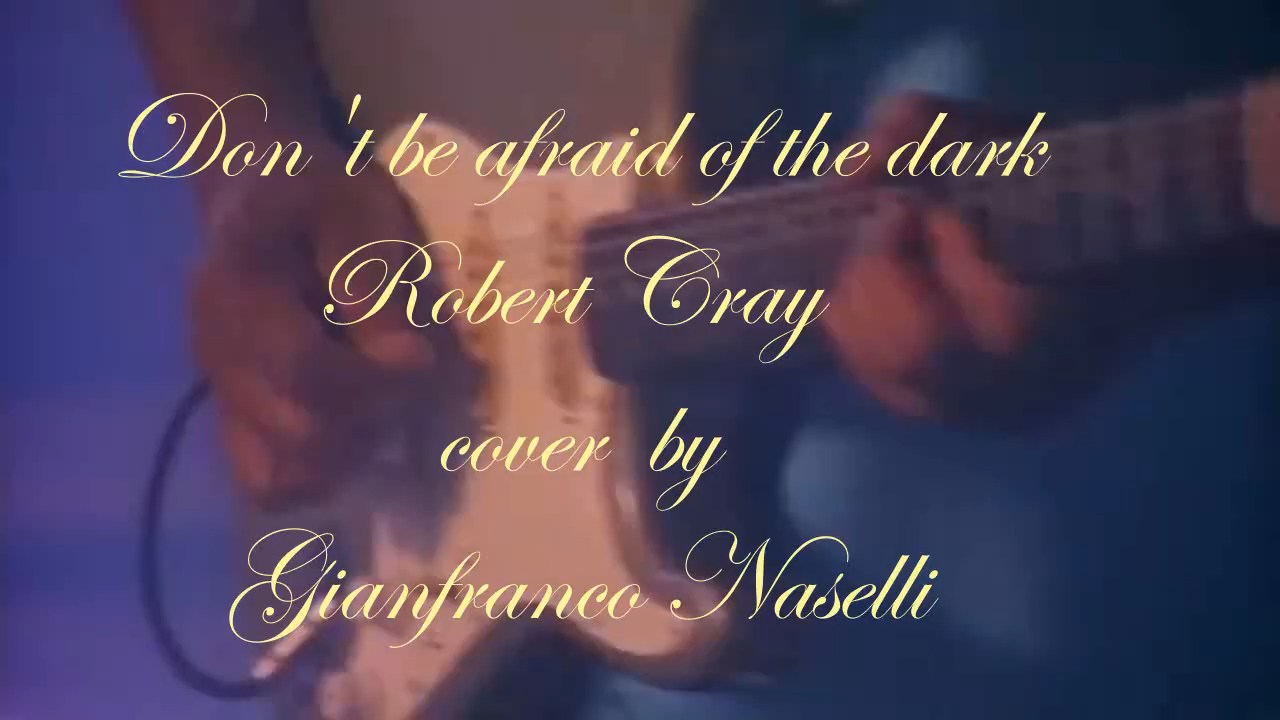 Don't be afraid of the dark
Robert Cray
cover by
Gianfranco Naselli